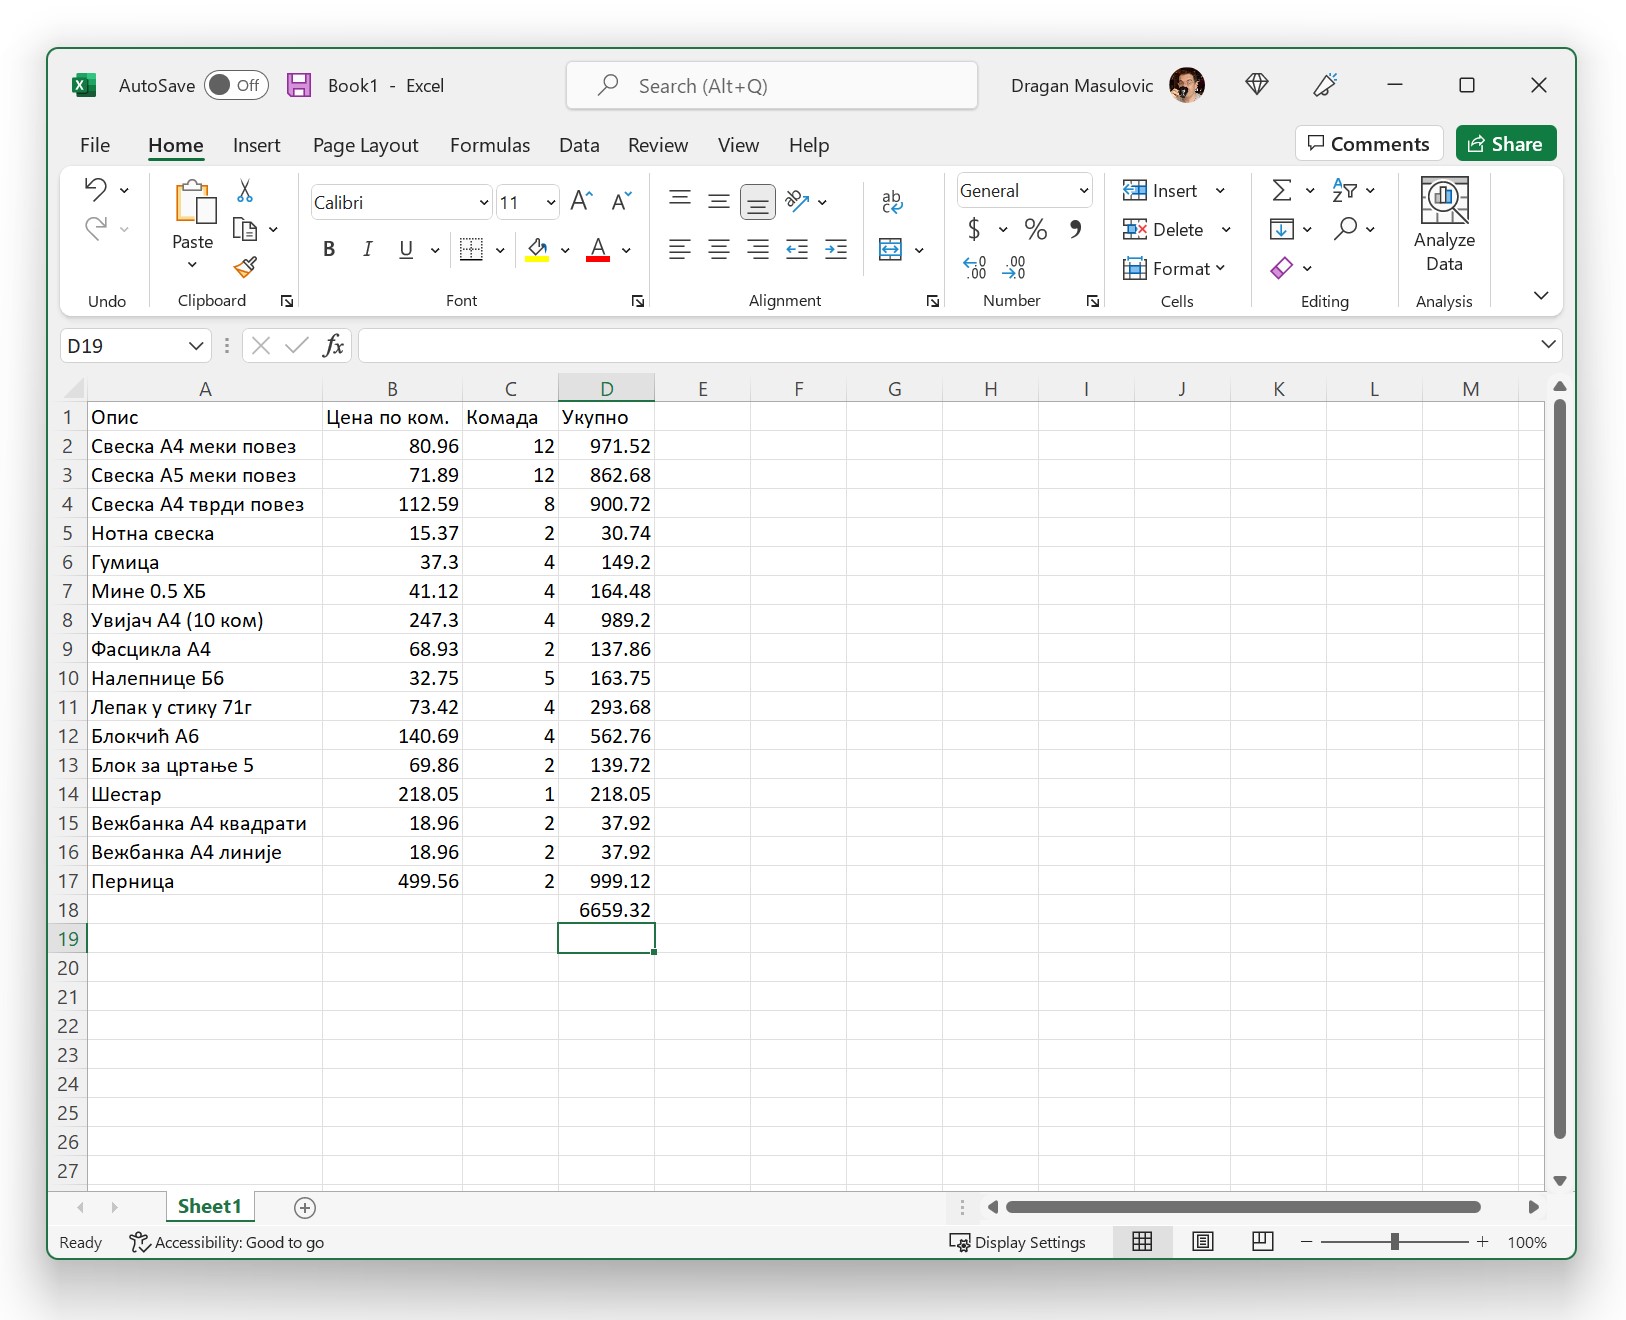 AutoSave Off Book1 - Excel Search (Alt+Q) Dragan Masulovic
File Home Insert Page Layout Formulas Data Review View Help Comments Share
Paste Calibri 11 General Insert Delete Format Analyze Data
Undo Clipboard Font Alignment Number Cells Editing Analysis
D19 fx
A B C D E F G H I J K L M
1 Опис Цена по ком. Комада Укупно
2 Свеска А4 меки повез 80.96 12 971.52
3 Свеска А5 меки повез 71.89 12 862.68
4 Свеска А4 тврди повез 112.59 8 900.72
5 Нотна свеска 15.37 2 30.74
6 Гумица 37.3 4 149.2
7 Мине 0.5 ХБ 41.12 4 164.48
8 Увијач А4 (10 ком) 247.3 4 989.2
9 Фасцикла А4 68.93 2 137.86
10 Налепнице Б6 32.75 5 163.75
11 Лепак у стику 71г 73.42 4 293.68
12 Блокчић А6 140.69 4 562.76
13 Блок за цртање 5 69.86 2 139.72
14 Шестар 218.05 1 218.05
15 Вежбанка А4 квадрати 18.96 2 37.92
16 Вежбанка А4 линије 18.96 2 37.92
17 Перница 499.56 2 999.12
18 6659.32
19
20
21
22
23
24
25
26
27
Sheet1
Ready Accessibility: Good to go Display Settings 100%